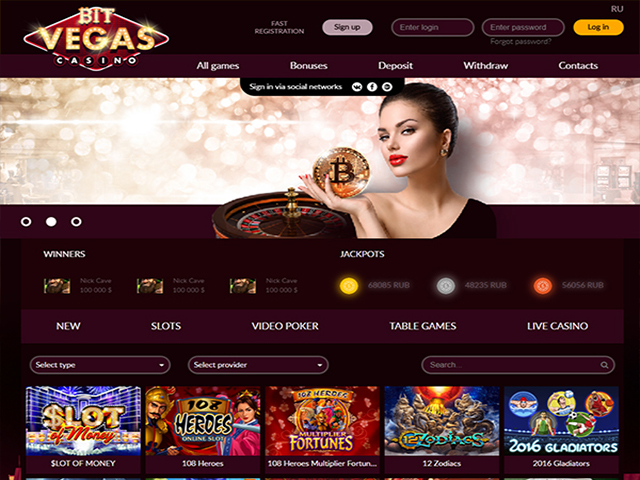 RU
BIT
VEGAS
CASINO
FAST
REGISTRATION
Sign up
Enter login
Enter password
Log in
Forgot password?
All games
Bonuses
Deposit
Withdraw
Contacts
Sign in via social networks
WINNERS
JACKPOTS
Nick Cave
100 000 $
Nick Cave
100 000 $
Nick Cave
100 000 $
68085 RUB
48235 RUB
56056 RUB
NEW
SLOTS
VIDEO POKER
TABLE GAMES
LIVE CASINO
Select type
Select provider
Search...
$LOT
of Money
108
HEROES
ONLINE SLOT
108 HEROES
MULTIPLIER
FORTUNES
12 ZODIACS
2016 GLADIATORS
$LOT OF MONEY
108 Heroes
108 Heroes Multiplier Fortun...
12 Zodiacs
2016 Gladiators